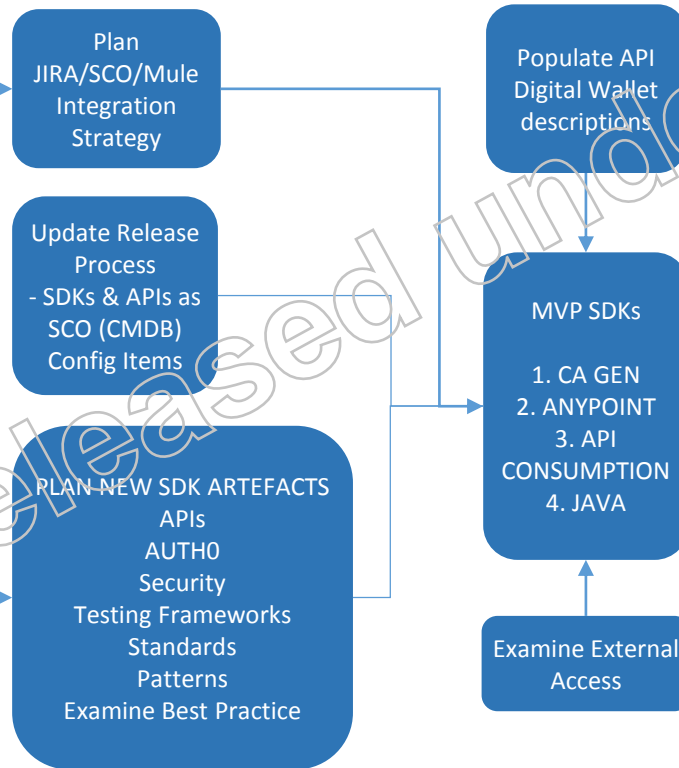 Plan
JIRA/SCO/Mule
Integration
Strategy
Populate API
Digital Wallet
descriptions
Update Release
Process
- SDKs & APIs as
SCO (CMDB)
Config Items
MVP SDKs
1. CA GEN
2. ANYPOINT
3. API
CONSUMPTION
4. JAVA
PLAN NEW SDK ARTEFACTS
APIs
AUTH0
Security
Testing Frameworks
Standards
Patterns
Examine Best Practice
Examine External
Access
eleased und